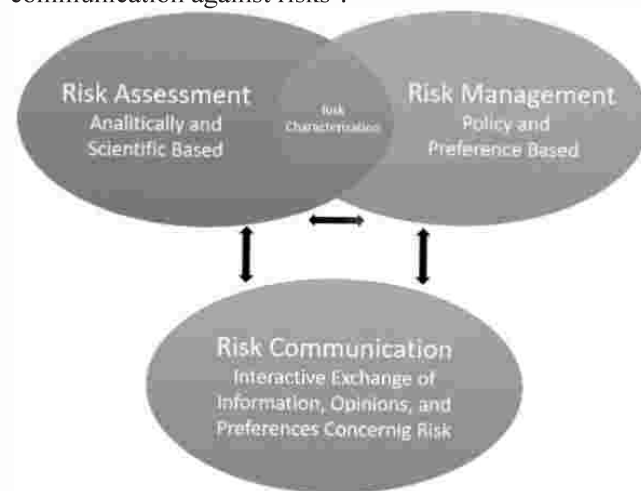 communication against risks".
Risk Assessment
Analitically and
Scientific Based
Risk
Characterisation
Risk Management
Policy and
Preference Based
Risk Communication
Interactive Exchange of
Information, Opinions, and
Preferences Concernig Risk